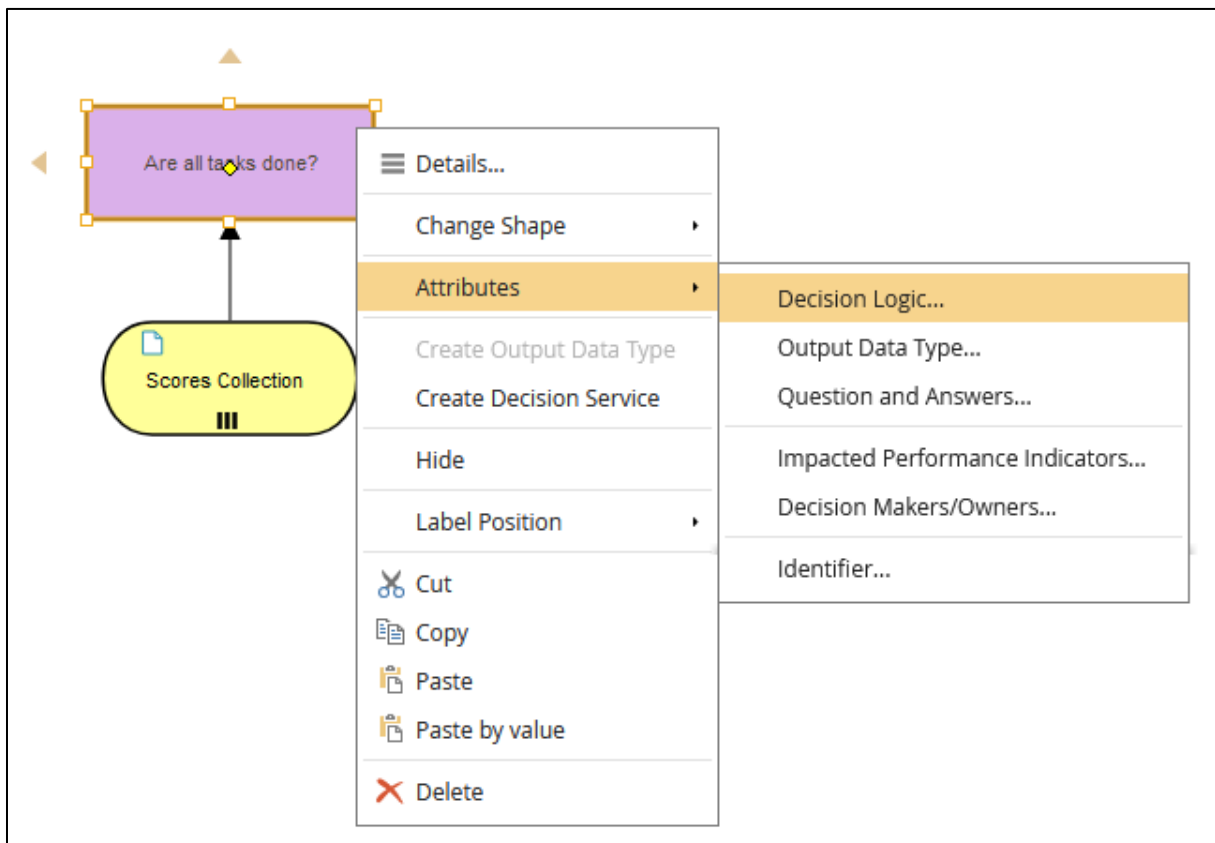 Are all tasks done?
Scores Collection
Details...
Change Shape
Attributes
Create Output Data Type
Create Decision Service
Hide
Label Position
Cut
Copy
Paste
Paste by value
Delete
Decision Logic...
Output Data Type...
Question and Answers...
Impacted Performance Indicators...
Decision Makers/Owners...
Identifier...